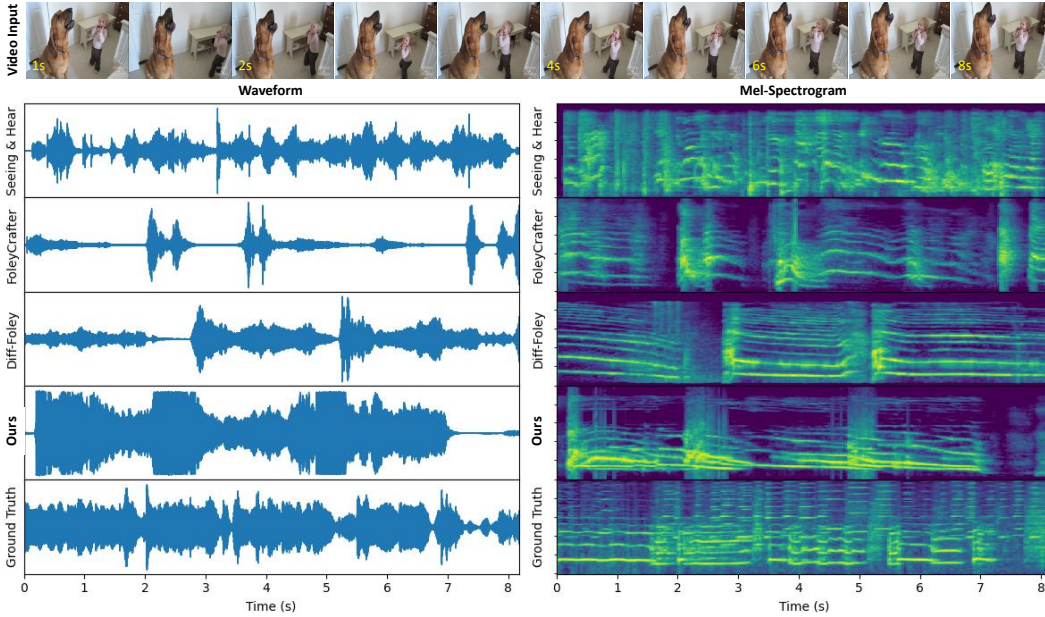 Video Input
1s
2s
4s
6s
8s
Waveform
Mel-Spectrogram
Seeing & Hear
FoleyCrafter
Diff-Foley
Ours
Ground Truth
0 1 2 3 4 5 6 7 8
Time (s)
Seeing & Hear
FoleyCrafter
Diff-Foley
Ours
Ground Truth
0 1 2 3 4 5 6 7 8
Time (s)